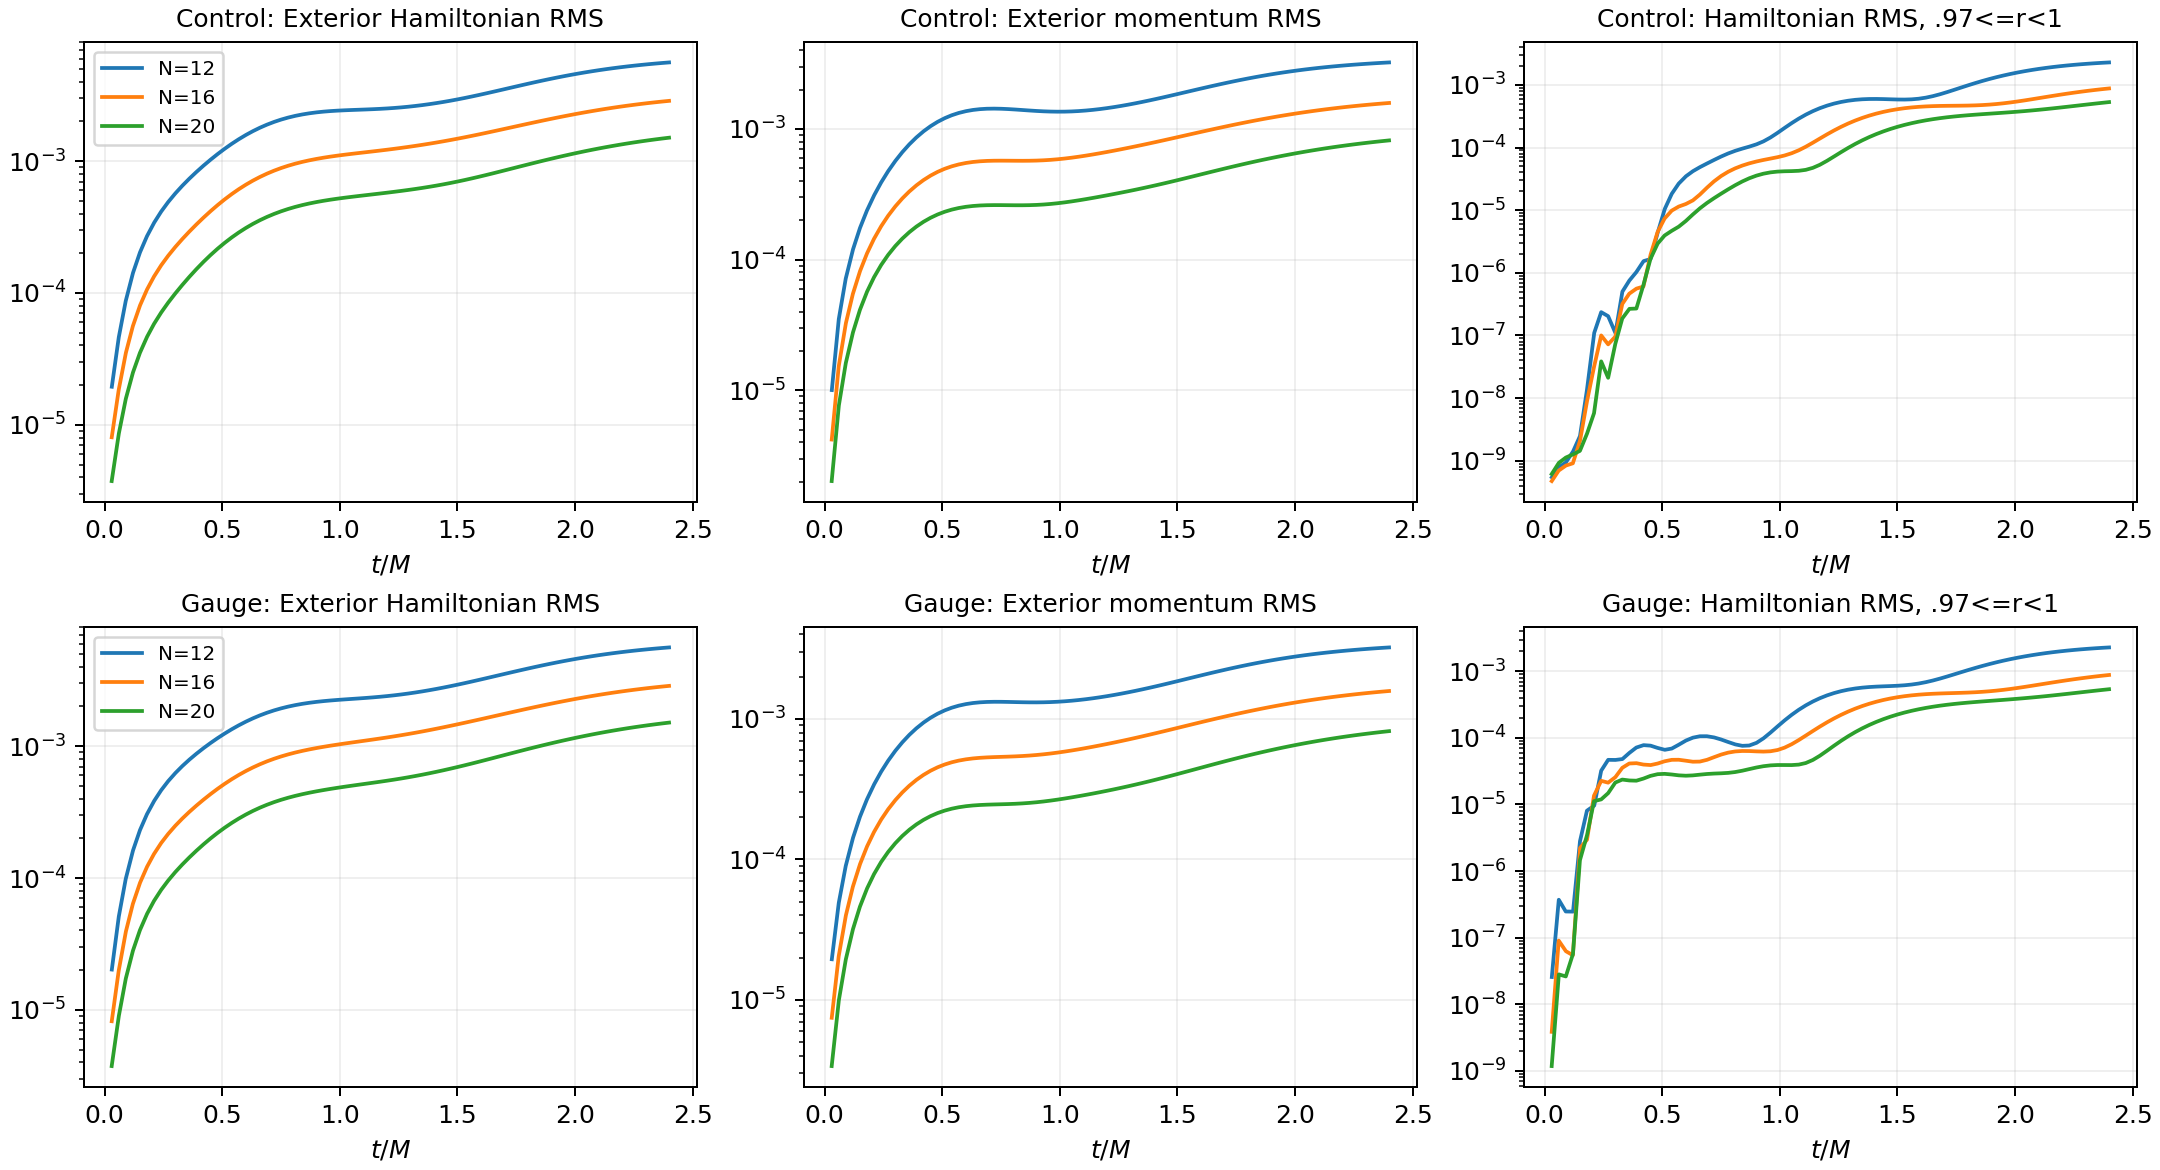 Control: Exterior Hamiltonian RMS
N=12
N=16
N=20
10⁻³
10⁻⁴
10⁻⁵
0.0 0.5 1.0 1.5 2.0 2.5
t/M
Control: Exterior momentum RMS
10⁻³
10⁻⁴
10⁻⁵
0.0 0.5 1.0 1.5 2.0 2.5
t/M
Control: Hamiltonian RMS, .97<=r<1
10⁻³
10⁻⁴
10⁻⁵
10⁻⁶
10⁻⁷
10⁻⁸
10⁻⁹
0.0 0.5 1.0 1.5 2.0 2.5
t/M
Gauge: Exterior Hamiltonian RMS
N=12
N=16
N=20
10⁻³
10⁻⁴
10⁻⁵
0.0 0.5 1.0 1.5 2.0 2.5
t/M
Gauge: Exterior momentum RMS
10⁻³
10⁻⁴
10⁻⁵
0.0 0.5 1.0 1.5 2.0 2.5
t/M
Gauge: Hamiltonian RMS, .97<=r<1
10⁻³
10⁻⁴
10⁻⁵
10⁻⁶
10⁻⁷
10⁻⁸
10⁻⁹
0.0 0.5 1.0 1.5 2.0 2.5
t/M